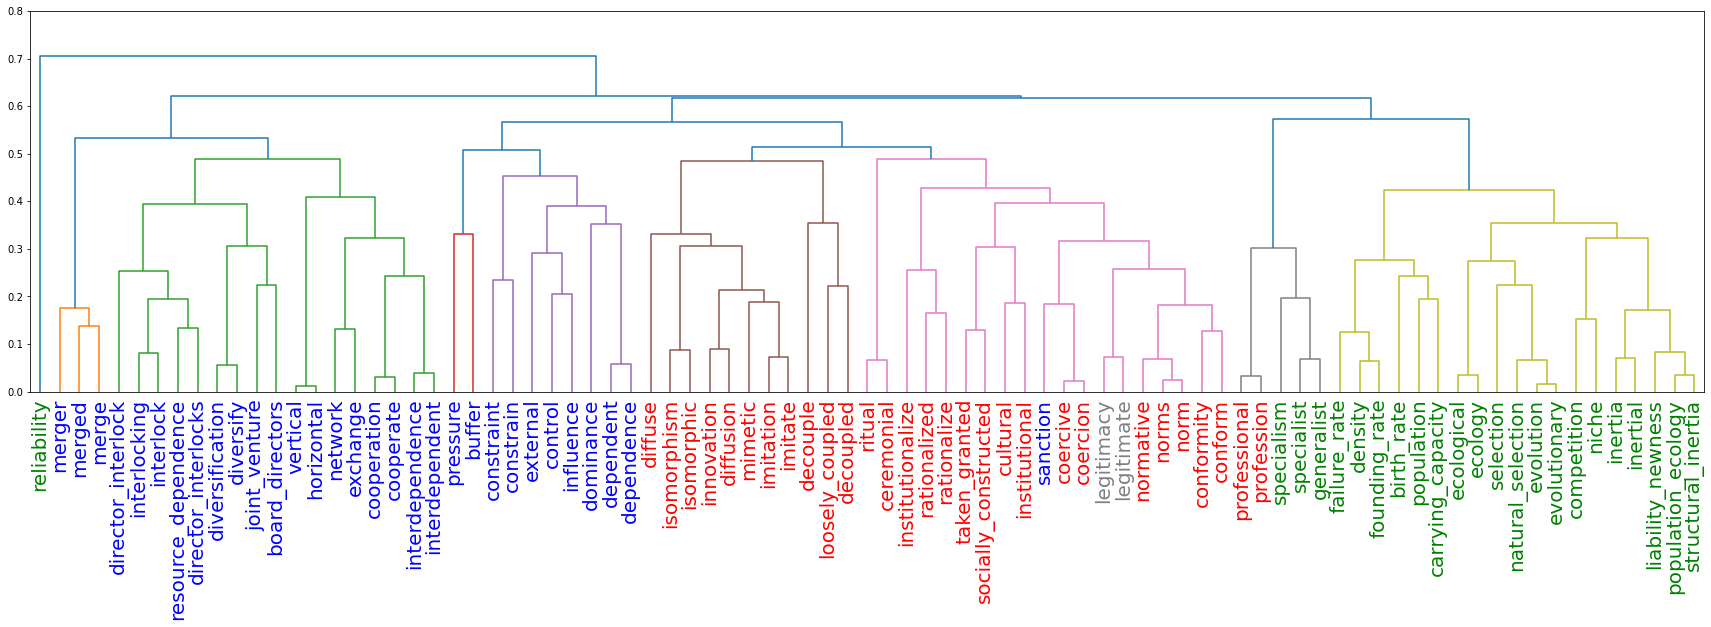 0.8
0.7
0.6
0.5
0.4
0.3
0.2
0.1
0.0
reliability
merger
merged
merge
director_interlock
interlocking
interlock
resource_dependence
director_interlocks
diversification
diversify
joint_venture
board_directors
vertical
horizontal
network
exchange
cooperation
cooperate
interdependence
interdependent
pressure
buffer
constraint
constrain
external
control
influence
dominance
dependent
dependence
diffuse
isomorphism
isomorphic
innovation
diffusion
mimetic
imitation
imitate
decouple
loosely_coupled
decoupled
ritual
ceremonial
institutionalize
rationalized
rationalize
taken_granted
socially_constructed
cultural
institutional
sanction
coercive
coercion
legitimacy
legitimate
normative
norms
norm
conformity
conform
professional
profession
specialism
specialist
generalist
failure_rate
density
founding_rate
birth_rate
population
carrying_capacity
ecological
ecology
selection
natural_selection
evolution
evolutionary
competition
niche
inertia
inertial
liability_newness
population_ecology
structural_inertia